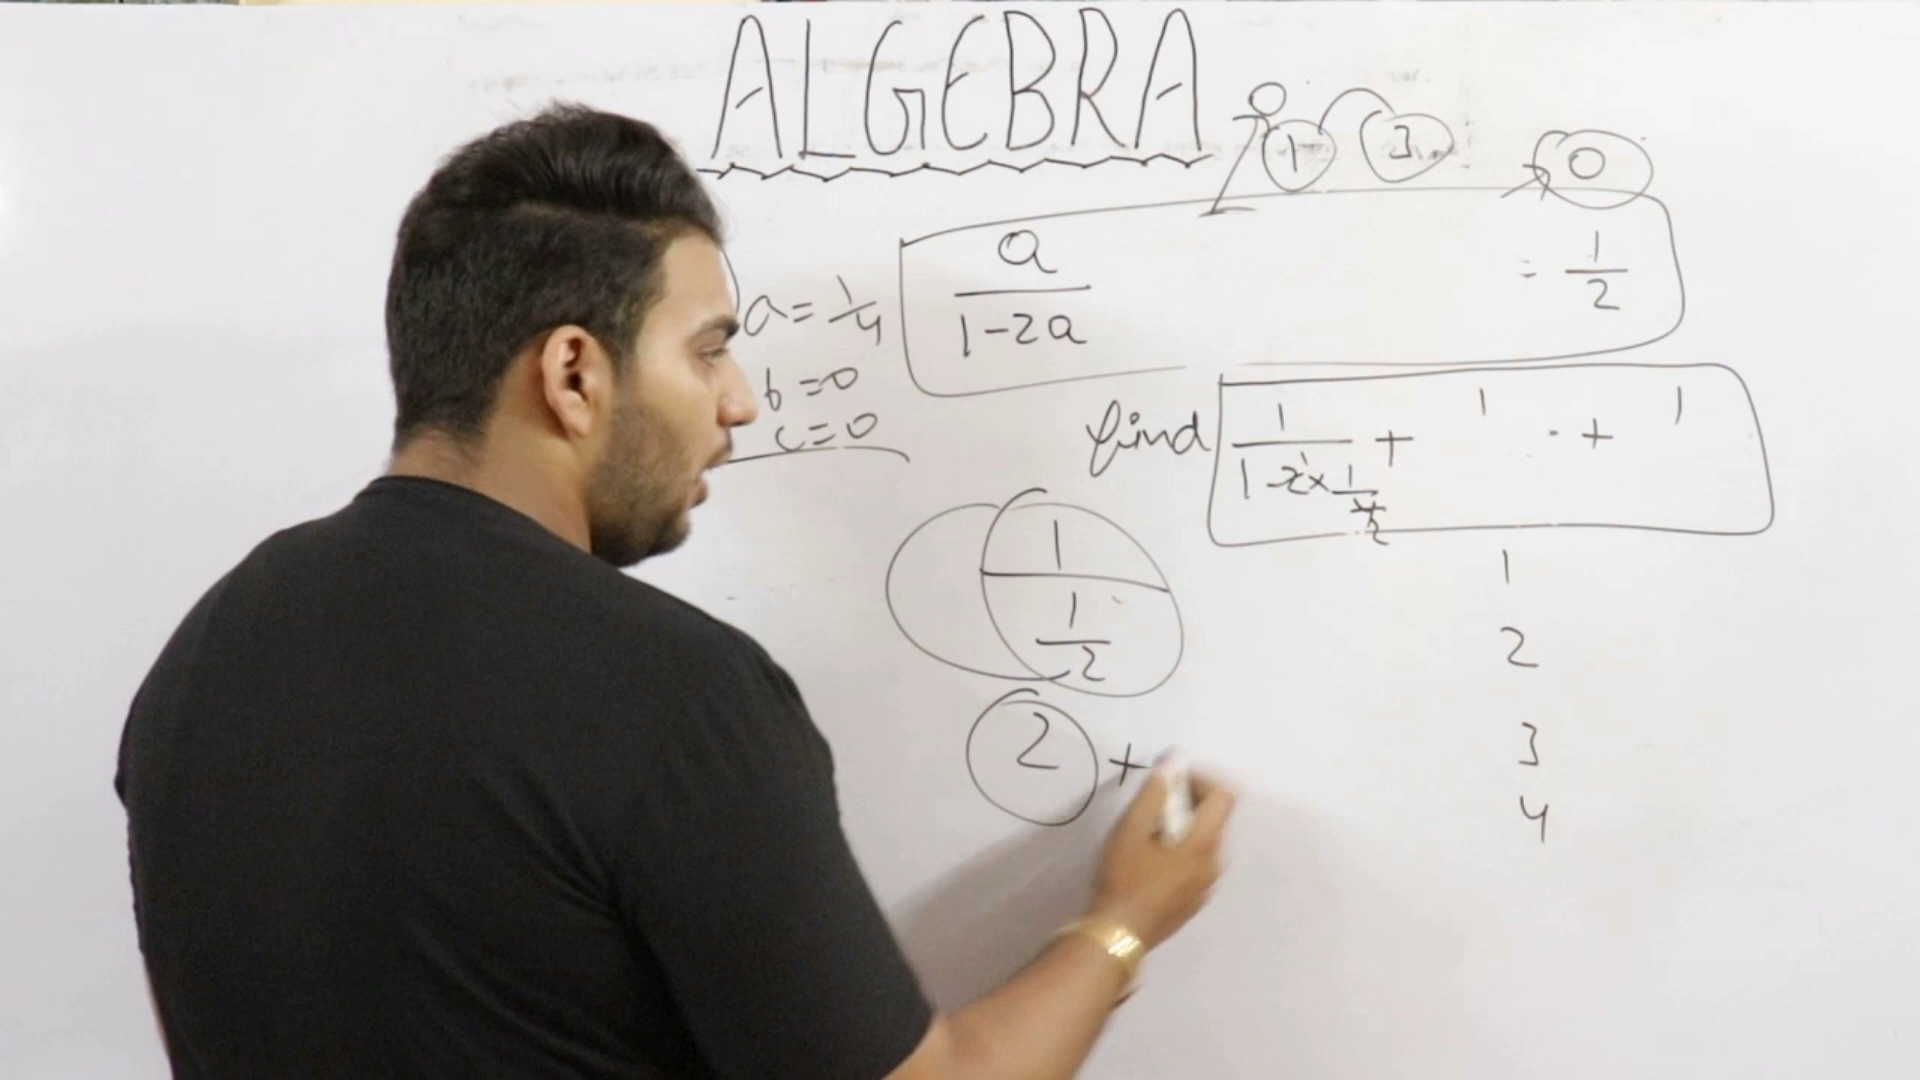 ALGEBRA
1 3 0
a = 1/4
b = 0
c = 0
a/(1-2a) = 1/2
find 1/(1-2×1/4) + 1 + 1
1
2
1/(1/2)
1
2
3
4
2 +